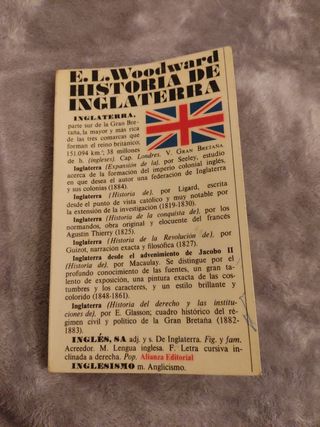 E. L. Woodward
HISTORIA DE
INGLATERRA
INGLATERRA,
parte sur de la Gran Bre-
taña, la mayor y más rica
de las tres comarcas que
forman el reino británico;
151.094 km.²; 38 millones
de h. (ingleses). Cap. Londres. V. GRAN BRETAÑA
Inglaterra (Expansión de la), por Seeley, estudio
acerca de la formación del imperio colonial inglés,
en que desea el autor una federación de Inglaterra
y sus colonias (1884).
Inglaterra (Historia de), por Ligard, escrita
desde el punto de vista católico y muy notable por
la extensión de la investigación (1819-1830).
Inglaterra (Historia de la conquista de), por los
normandos, obra original y elocuente del francés
Agustín Thierry (1825).
Inglaterra (Historia de la Revolución de), por
Guizot, narración exacta y filosófica (1827).
Inglaterra desde el advenimiento de Jacobo II
(Historia de), por Macaulay. Se distingue por el
profundo conocimiento de las fuentes, un gran ta-
lento de exposición, una pintura exacta de las cos-
tumbres y los caracteres, y un estilo brillante y
colorido (1848-1861).
Inglaterra (Historia del derecho y las institucio-
nes de), por E. Glasson; cuadro histórico del ré-
gimen civil y político de la Gran Bretaña (1882-
1883).
INGLÉS, SA adj. y s. De Inglaterra. Fig. y fam.
Acreedor. M. Lengua inglesa. F. Letra cursiva in-
clinada a derecha. Pop. Alianza Editorial
INGLESISMO m. Anglicismo.